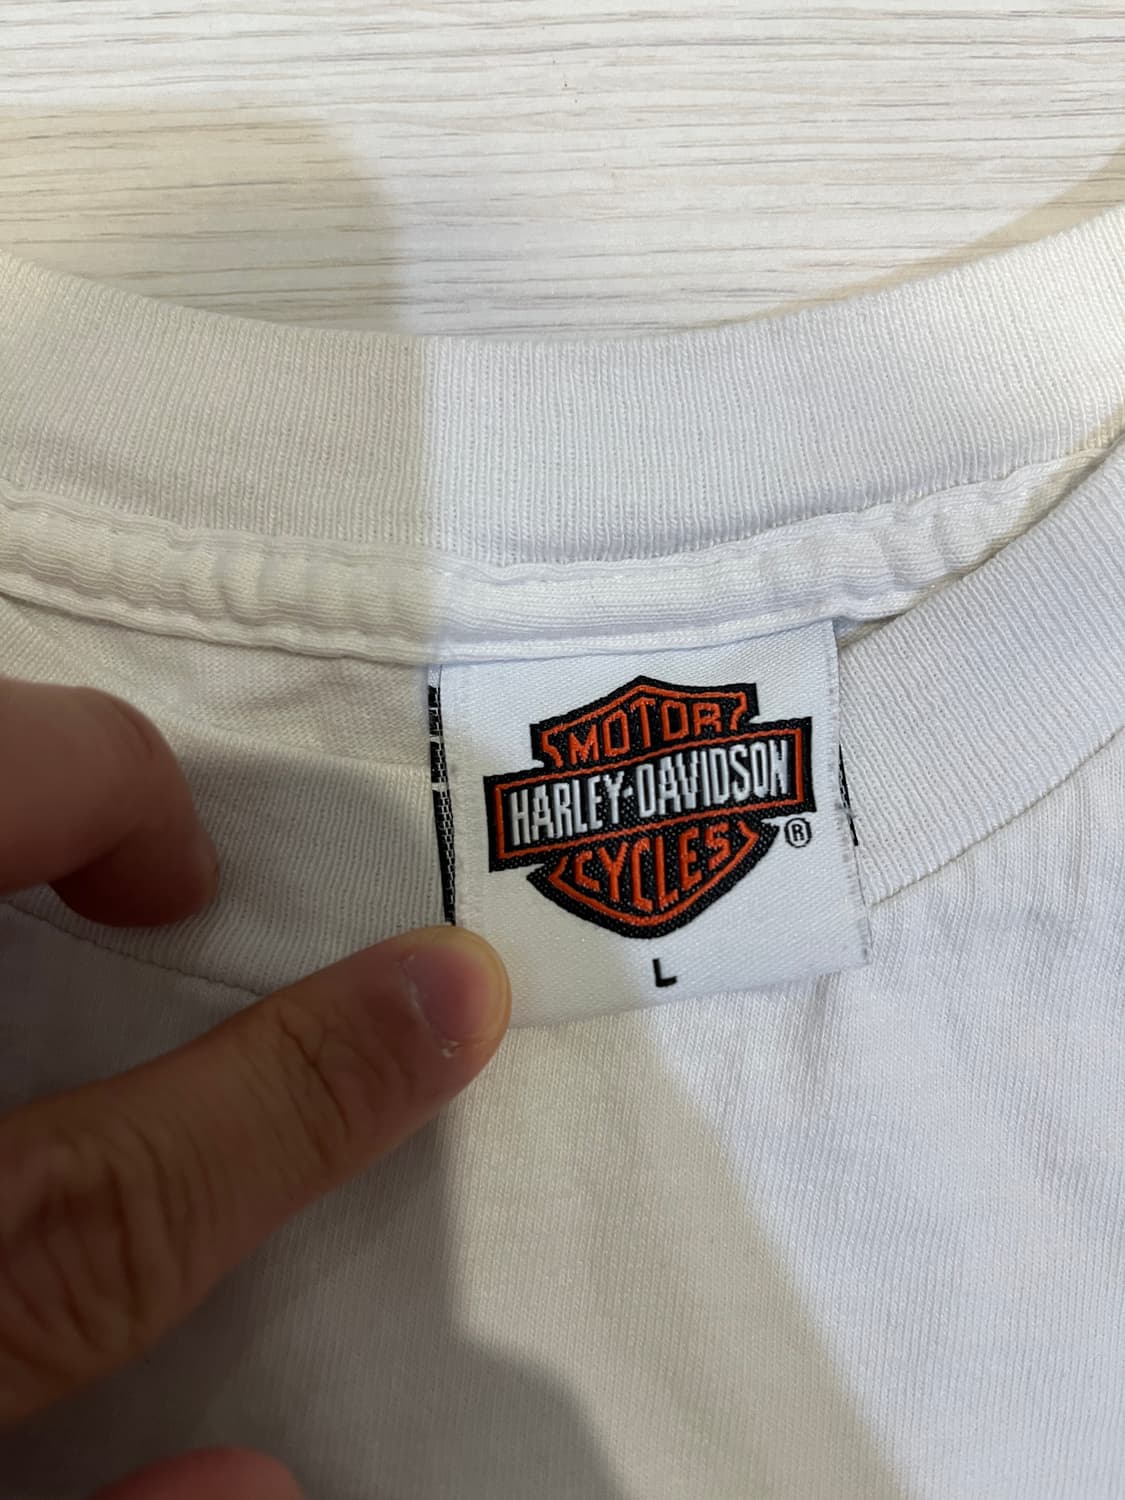 MOTOR
HARLEY-DAVIDSON
CYCLES
®
L